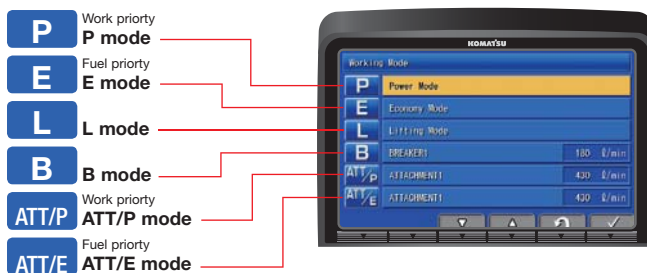 P
Work priorty
P mode
E
Fuel priorty
E mode
L
L mode
B
B mode
ATT/P
Work priorty
ATT/P mode
ATT/E
Fuel priorty
ATT/E mode
KOMATSU
Working Mode
P Power Mode
E Economy Mode
L Lifting Mode
B BREAKER1 180 ℓ/min
ATT/P ATTACHMENT1 430 ℓ/min
ATT/E ATTACHMENT1 430 ℓ/min